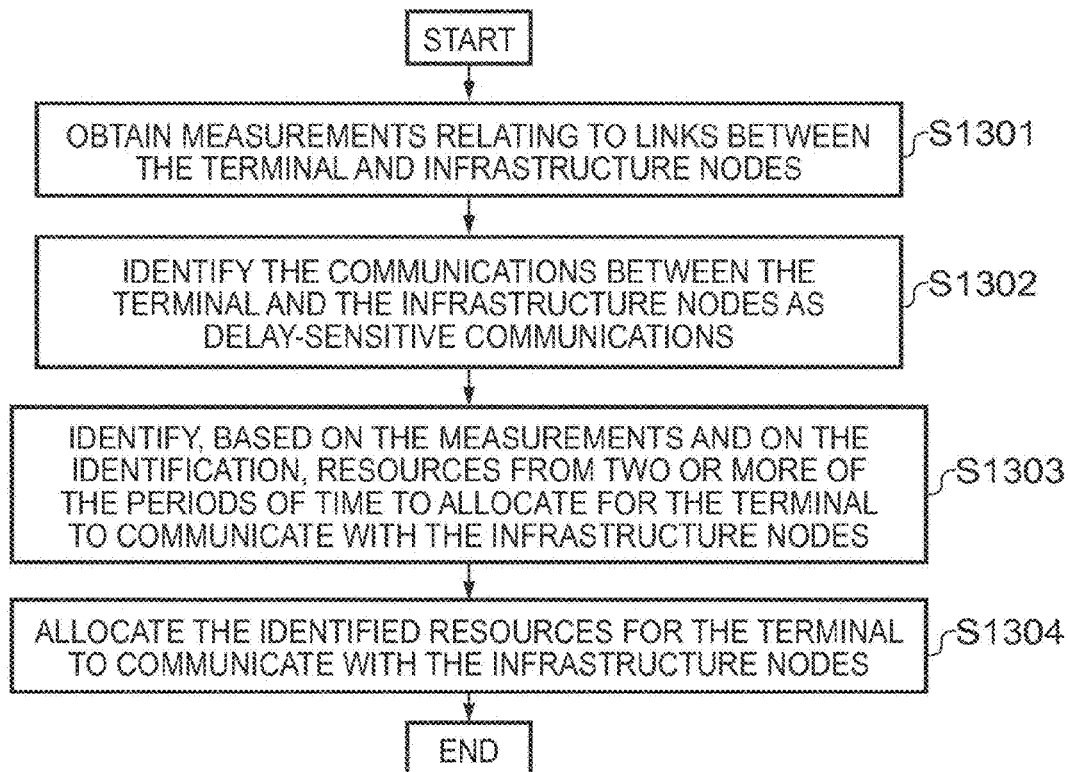 START
OBTAIN MEASUREMENTS RELATING TO LINKS BETWEEN
THE TERMINAL AND INFRASTRUCTURE NODES
S1301
IDENTIFY THE COMMUNICATIONS BETWEEN THE
TERMINAL AND THE INFRASTRUCTURE NODES AS
DELAY-SENSITIVE COMMUNICATIONS
S1302
IDENTIFY, BASED ON THE MEASUREMENTS AND ON THE
IDENTIFICATION, RESOURCES FROM TWO OR MORE OF
THE PERIODS OF TIME TO ALLOCATE FOR THE TERMINAL
TO COMMUNICATE WITH THE INFRASTRUCTURE NODES
S1303
ALLOCATE THE IDENTIFIED RESOURCES FOR THE TERMINAL
TO COMMUNICATE WITH THE INFRASTRUCTURE NODES
S1304
END